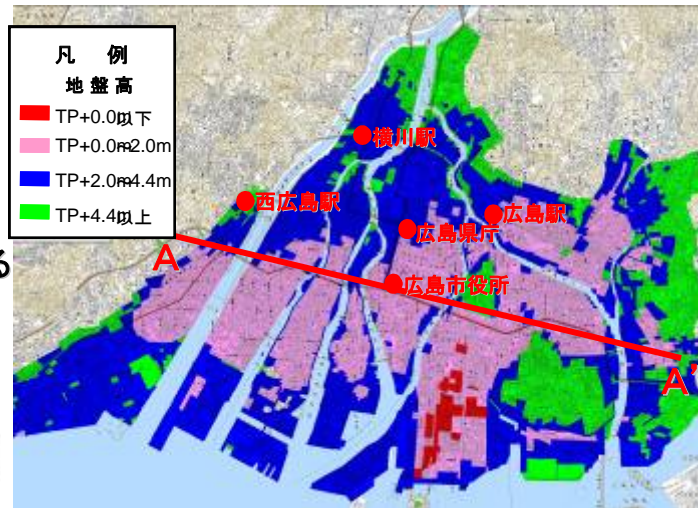 凡 例
地盤高
TP+0.0m以下
TP+0.0m~2.0m
TP+2.0m~4.4m
TP+4.4m以上
横川駅
西広島駅
広島駅
広島県庁
る
A
広島市役所
A'